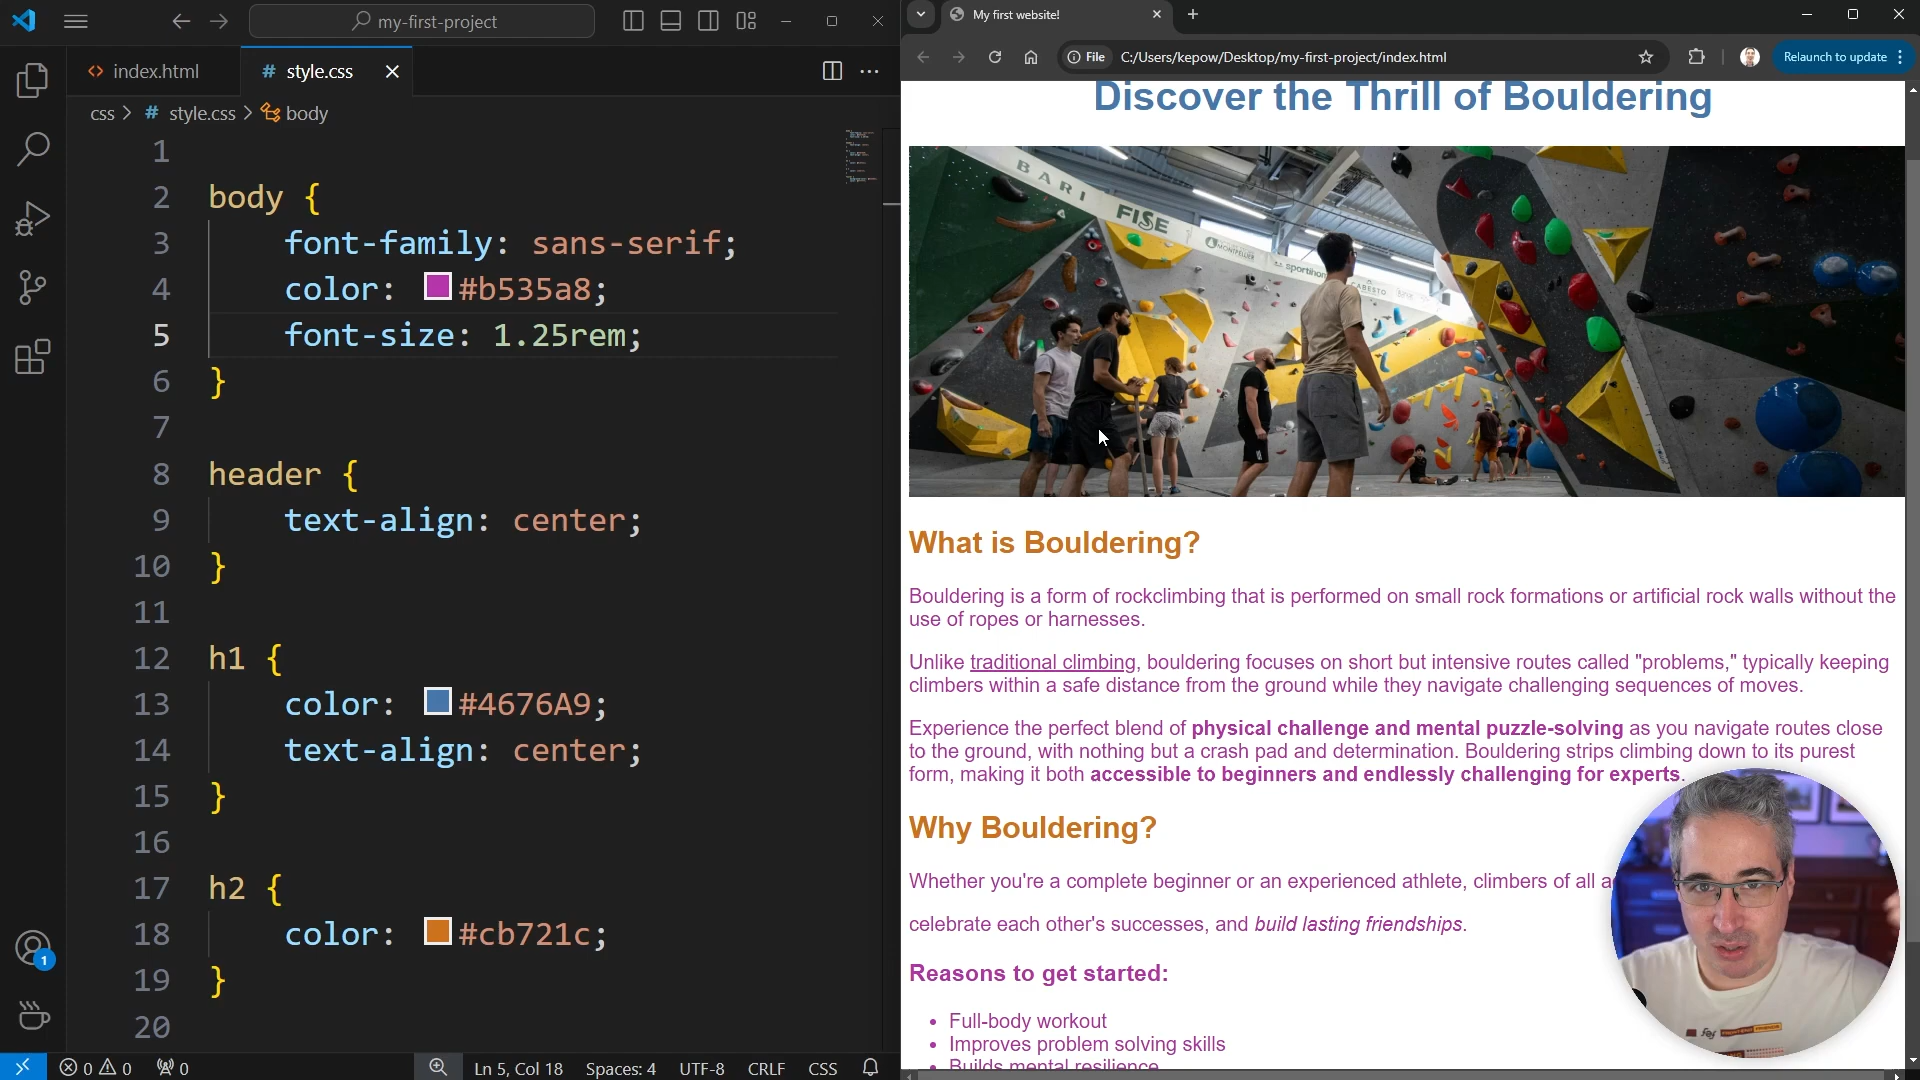 my-first-project
index.html
# style.css
css > # style.css > body
1
2 body {
3 font-family: sans-serif;
4 color: #b535a8;
5 font-size: 1.25rem;
6 }
7
8 header {
9 text-align: center;
10 }
11
12 h1 {
13 color: #4676A9;
14 text-align: center;
15 }
16
17 h2 {
18 color: #cb721c;
19 }
20
1
0 0 0 Ln 5, Col 18 Spaces: 4 UTF-8 CRLF CSS
My first website!
File C:/Users/kepow/Desktop/my-first-project/index.html Relaunch to update
Discover the Thrill of Bouldering
BARI FISE
MONTPELLIER
sportihon
CABESTO
What is Bouldering?
Bouldering is a form of rockclimbing that is performed on small rock formations or artificial rock walls without the
use of ropes or harnesses.
Unlike traditional climbing, bouldering focuses on short but intensive routes called "problems," typically keeping
climbers within a safe distance from the ground while they navigate challenging sequences of moves.
Experience the perfect blend of physical challenge and mental puzzle-solving as you navigate routes close
to the ground, with nothing but a crash pad and determination. Bouldering strips climbing down to its purest
form, making it both accessible to beginners and endlessly challenging for experts.
Why Bouldering?
Whether you're a complete beginner or an experienced athlete, climbers of all
celebrate each other's successes, and build lasting friendships.
Reasons to get started:
• Full-body workout
• Improves problem solving skills
• Builds mental resilience